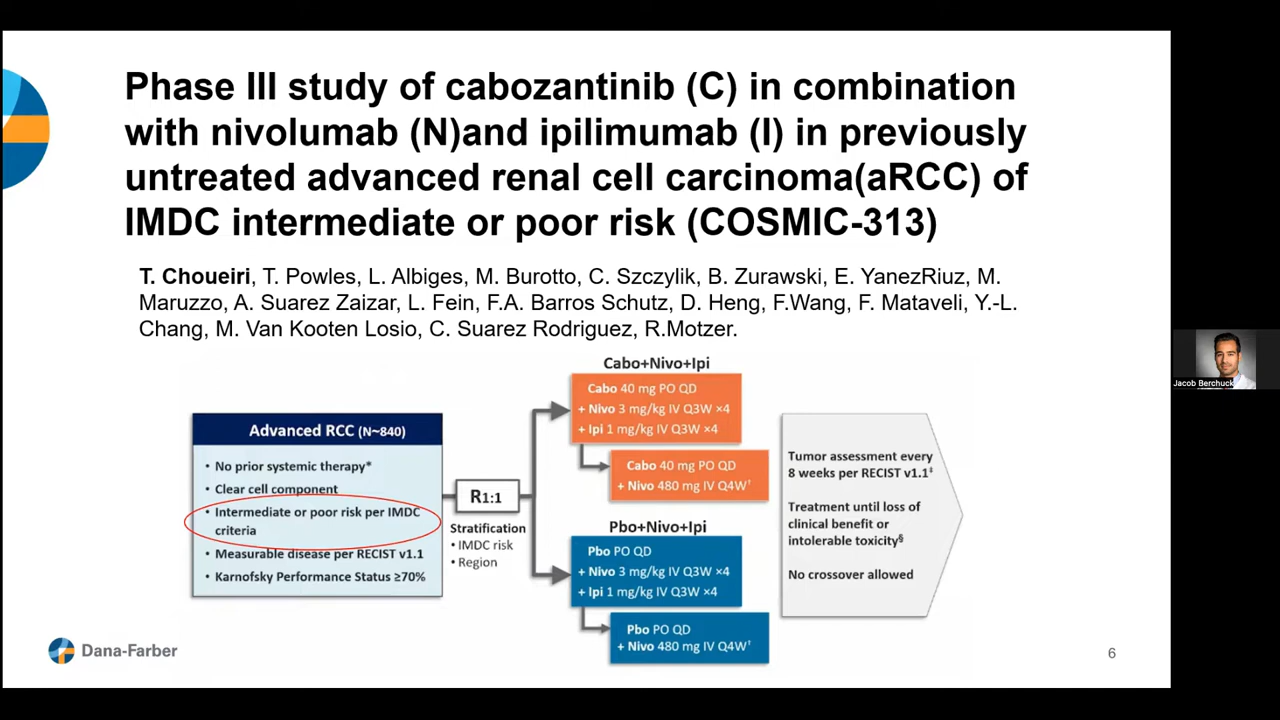 Phase III study of cabozantinib (C) in combination
with nivolumab (N)and ipilimumab (I) in previously
untreated advanced renal cell carcinoma(aRCC) of
IMDC intermediate or poor risk (COSMIC-313)
T. Choueiri, T. Powles, L. Albiges, M. Burotto, C. Szczylik, B. Zurawski, E. YanezRiuz, M.
Maruzzo, A. Suarez Zaizar, L. Fein, F.A. Barros Schutz, D. Heng, F.Wang, F. Mataveli, Y.-L.
Chang, M. Van Kooten Losio, C. Suarez Rodriguez, R.Motzer.
Advanced RCC (N~840)
• No prior systemic therapy*
• Clear cell component
• Intermediate or poor risk per IMDC
criteria
• Measurable disease per RECIST v1.1
• Karnofsky Performance Status ≥70%
R1:1
Stratification
• IMDC risk
• Region
Cabo+Nivo+Ipi
Cabo 40 mg PO QD
+ Nivo 3 mg/kg IV Q3W ×4
+ Ipi 1 mg/kg IV Q3W ×4
Cabo 40 mg PO QD
+ Nivo 480 mg IV Q4W†
Pbo+Nivo+Ipi
Pbo PO QD
+ Nivo 3 mg/kg IV Q3W ×4
+ Ipi 1 mg/kg IV Q3W ×4
Pbo PO QD
+ Nivo 480 mg IV Q4W†
Tumor assessment every
8 weeks per RECIST v1.1‡
Treatment until loss of
clinical benefit or
intolerable toxicity§
No crossover allowed
Jacob Berchuck
Dana-Farber
6